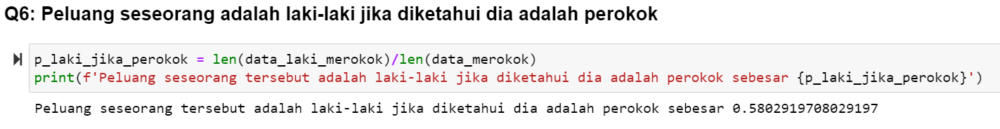 Q6: Peluang seseorang adalah laki-laki jika diketahui dia adalah perokok
p_laki_jika_perokok = len(data_laki_merokok)/len(data_merokok)
print(f'Peluang seseorang tersebut adalah laki-laki jika diketahui dia adalah perokok sebesar {p_laki_jika_perokok}')
Peluang seseorang tersebut adalah laki-laki jika diketahui dia adalah perokok sebesar 0.5802919708029197